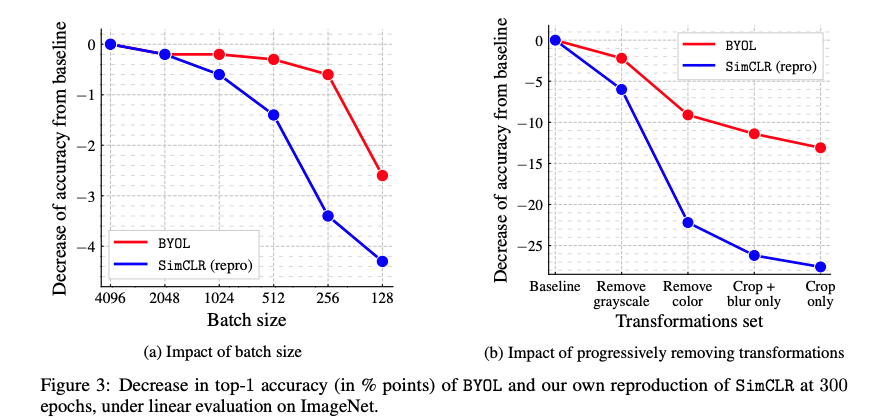 Decrease of accuracy from baseline
0
−1
−2
−3
−4
BYOL
SimCLR (repro)
4096 2048 1024 512 256 128
Batch size
(a) Impact of batch size
Decrease of accuracy from baseline
0
−5
−10
−15
−20
−25
BYOL
SimCLR (repro)
Baseline Remove Remove Crop + Crop
grayscale color blur only only
Transformations set
(b) Impact of progressively removing transformations
Figure 3: Decrease in top-1 accuracy (in % points) of BYOL and our own reproduction of SimCLR at 300
epochs, under linear evaluation on ImageNet.